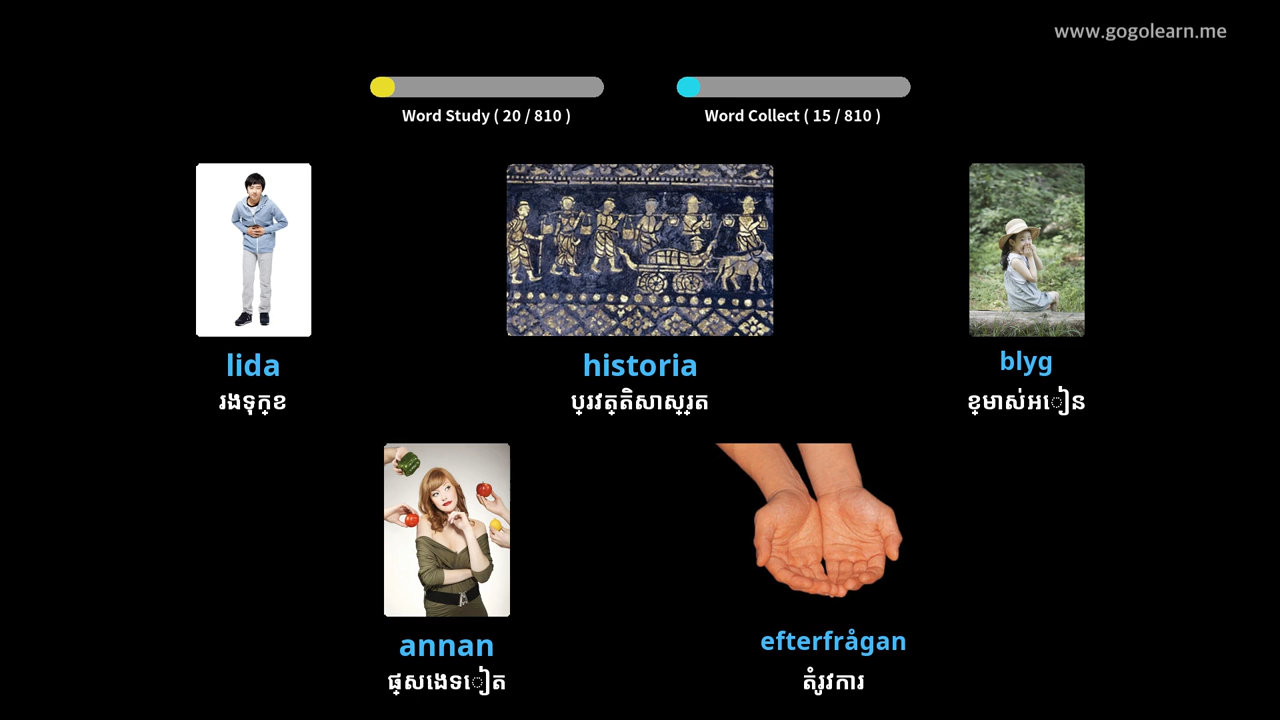 www.gogolearn.me
Word Study ( 20 / 810 )
Word Collect ( 15 / 810 )
lida
រងទុក្ខ
historia
ប្រវត្តិសាស្រ្ត
blyg
ខ្មាស់អៀន
annan
ផ្សេងទៀត
efterfrågan
តំរូវការ